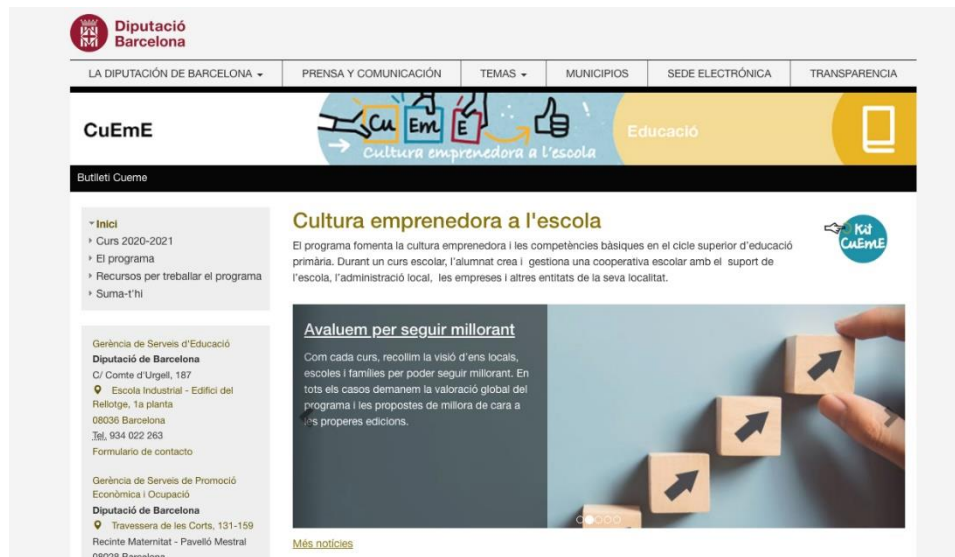 Diputació
Barcelona
LA DIPUTACIÓN DE BARCELONA
PRENSA Y COMUNICACIÓN
TEMAS
MUNICIPIOS
SEDE ELECTRÓNICA
TRANSPARENCIA
CuEmE
Cu Em E
Cultura emprenedora a l'escola
Educació
Butlletí Cueme
Inici
Curs 2020-2021
El programa
Recursos per treballar el programa
Suma-t'hi
Gerència de Serveis d'Educació
Diputació de Barcelona
C/ Comte d'Urgell, 187
Escola Industrial - Edifici del
Rellotge, 1a planta
08036 Barcelona
Tel. 934 022 263
Formulario de contacto
Gerència de Serveis de Promoció
Econòmica i Ocupació
Diputació de Barcelona
Travessera de les Corts, 131-159
Recinte Maternitat - Pavelló Mestral
08028 Barcelona
Cultura emprenedora a l'escola
El programa fomenta la cultura emprenedora i les competències bàsiques en el cicle superior d'educació
primària. Durant un curs escolar, l'alumnat crea i gestiona una cooperativa escolar amb el suport de
l'escola, l'administració local, les empreses i altres entitats de la seva localitat.
Kit
CuEmE
Avaluem per seguir millorant
Com cada curs, recollim la visió d'ens locals,
escoles i famílies per poder seguir millorant. En
tots els casos demanem la valoració global del
programa i les propostes de millora de cara a
les properes edicions.
Més notícies